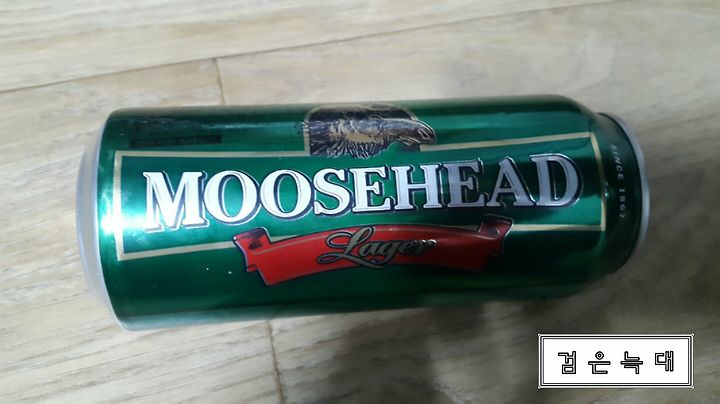 MOOSEHEAD
Lager
SINCE 1867
검은늑대